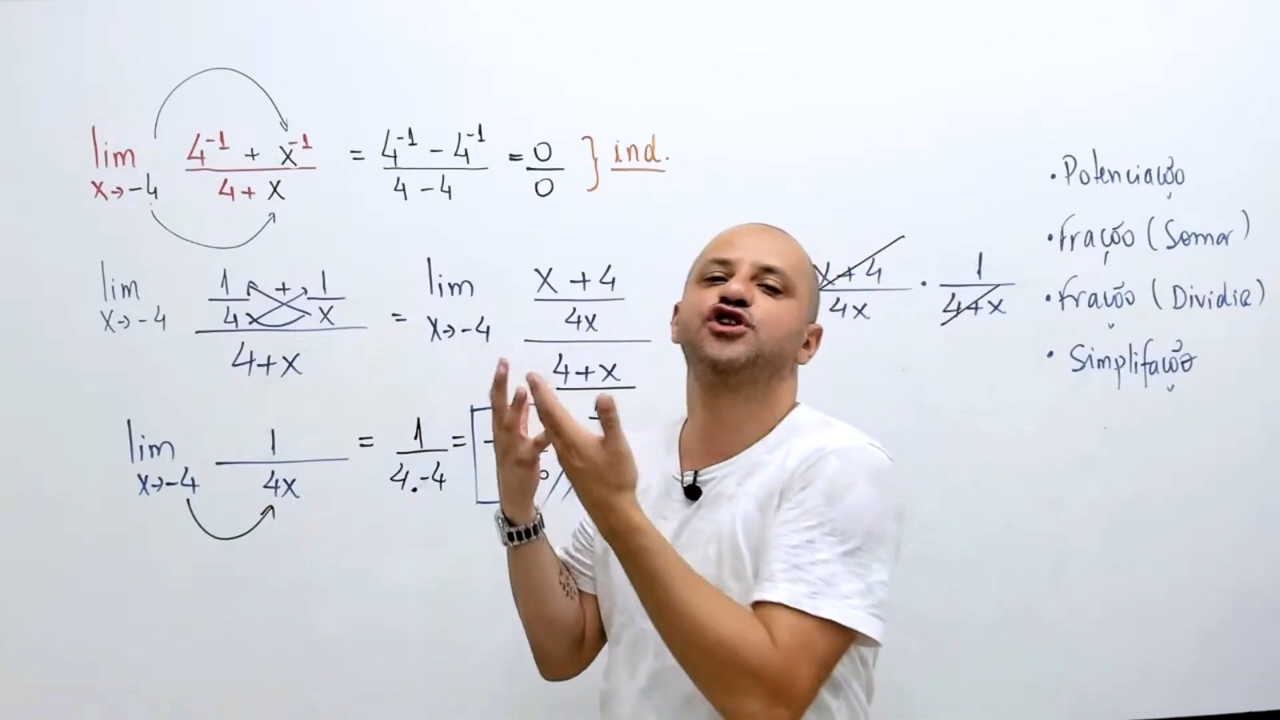 lim x→-4 (4⁻¹ + x⁻¹)/(4 + x) = (4⁻¹ - 4⁻¹)/(4 - 4) = 0/0 } ind.
lim x→-4 (1/4 + 1/x)/(4+x) = lim x→-4 ((x + 4)/4x)/((4+x)/1) (x+4)/4x · 1/(4+x)
lim x→-4 1/4x = 1/(4.-4) =
• Potenciação
• Fração (Somar)
• Fração (Dividir)
• Simplifação